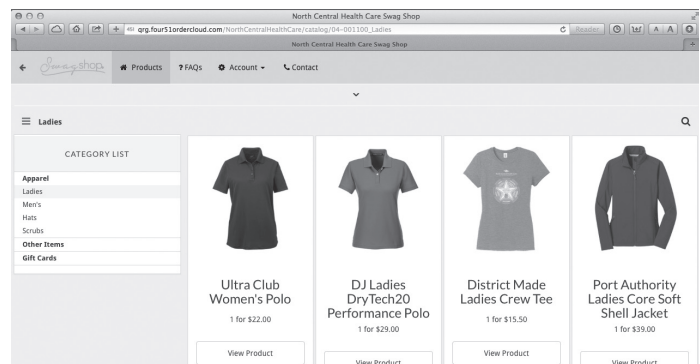 North Central Health Care Swag Shop
qrg.four51ordercloud.com/NorthCentralHealthCare/catalog/04-001100_Ladies
Reader
A A
North Central Health Care Swag Shop
Swag shop
Products
? FAQs
Account
Contact
Ladies
CATEGORY LIST
Apparel
Ladies
Men's
Hats
Scrubs
Other Items
Gift Cards
Ultra Club
Women's Polo
1 for $22.00
View Product
DJ Ladies
DryTech20
Performance Polo
1 for $29.00
View Product
District Made
Ladies Crew Tee
1 for $15.50
View Product
Port Authority
Ladies Core Soft
Shell Jacket
1 for $39.00
View Product